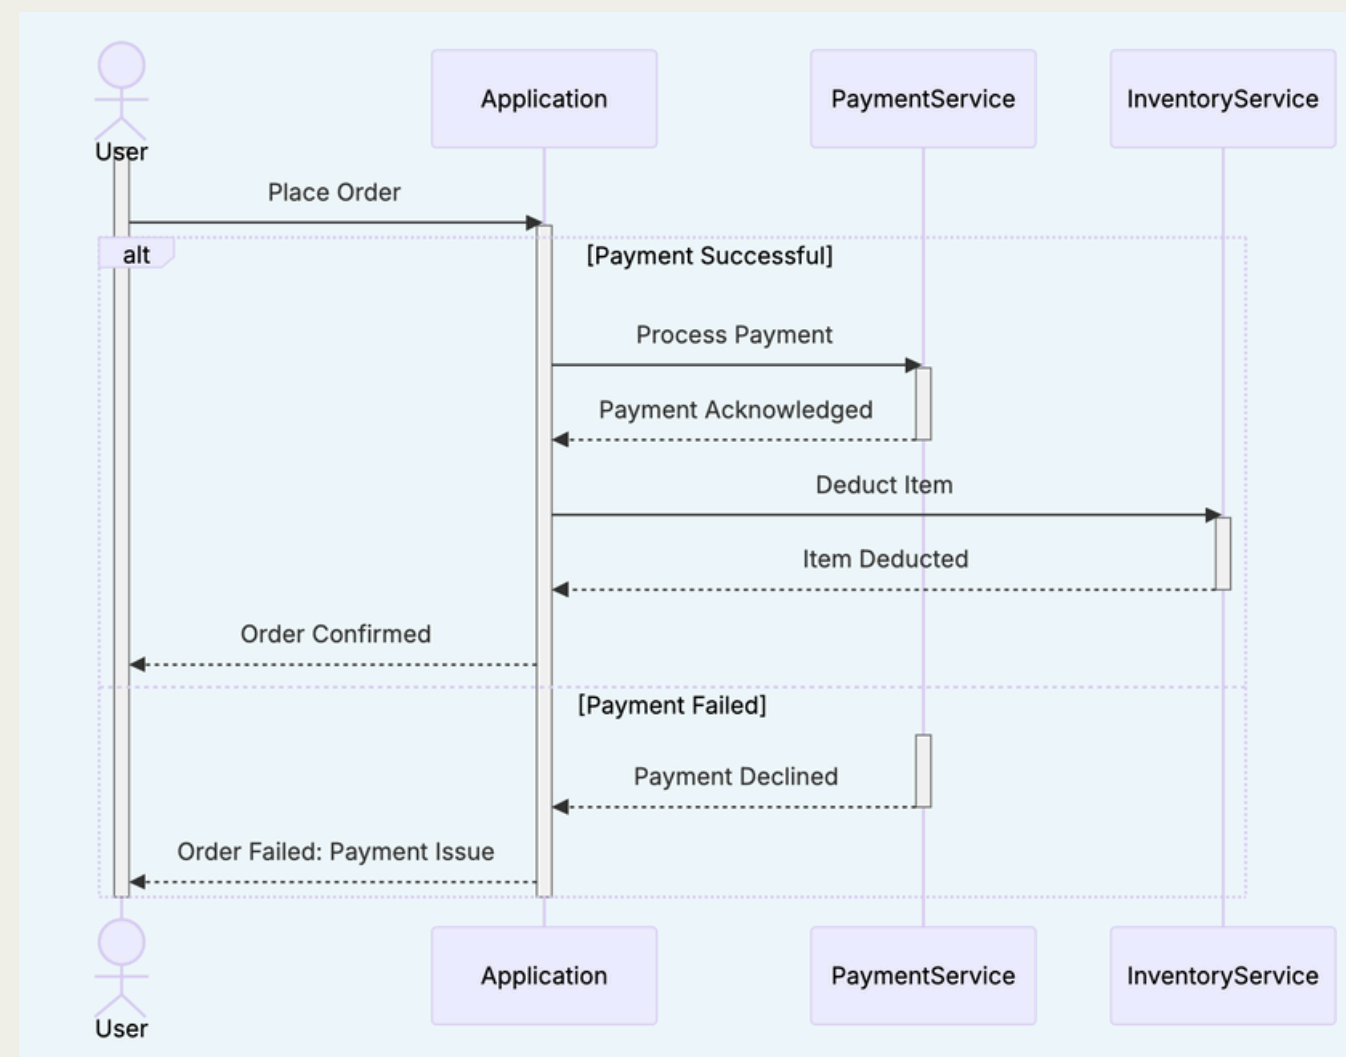 Application
PaymentService
InventoryService
User
Place Order
alt
[Payment Successful]
Process Payment
Payment Acknowledged
Deduct Item
Item Deducted
Order Confirmed
[Payment Failed]
Payment Declined
Order Failed: Payment Issue
Application
PaymentService
InventoryService
User